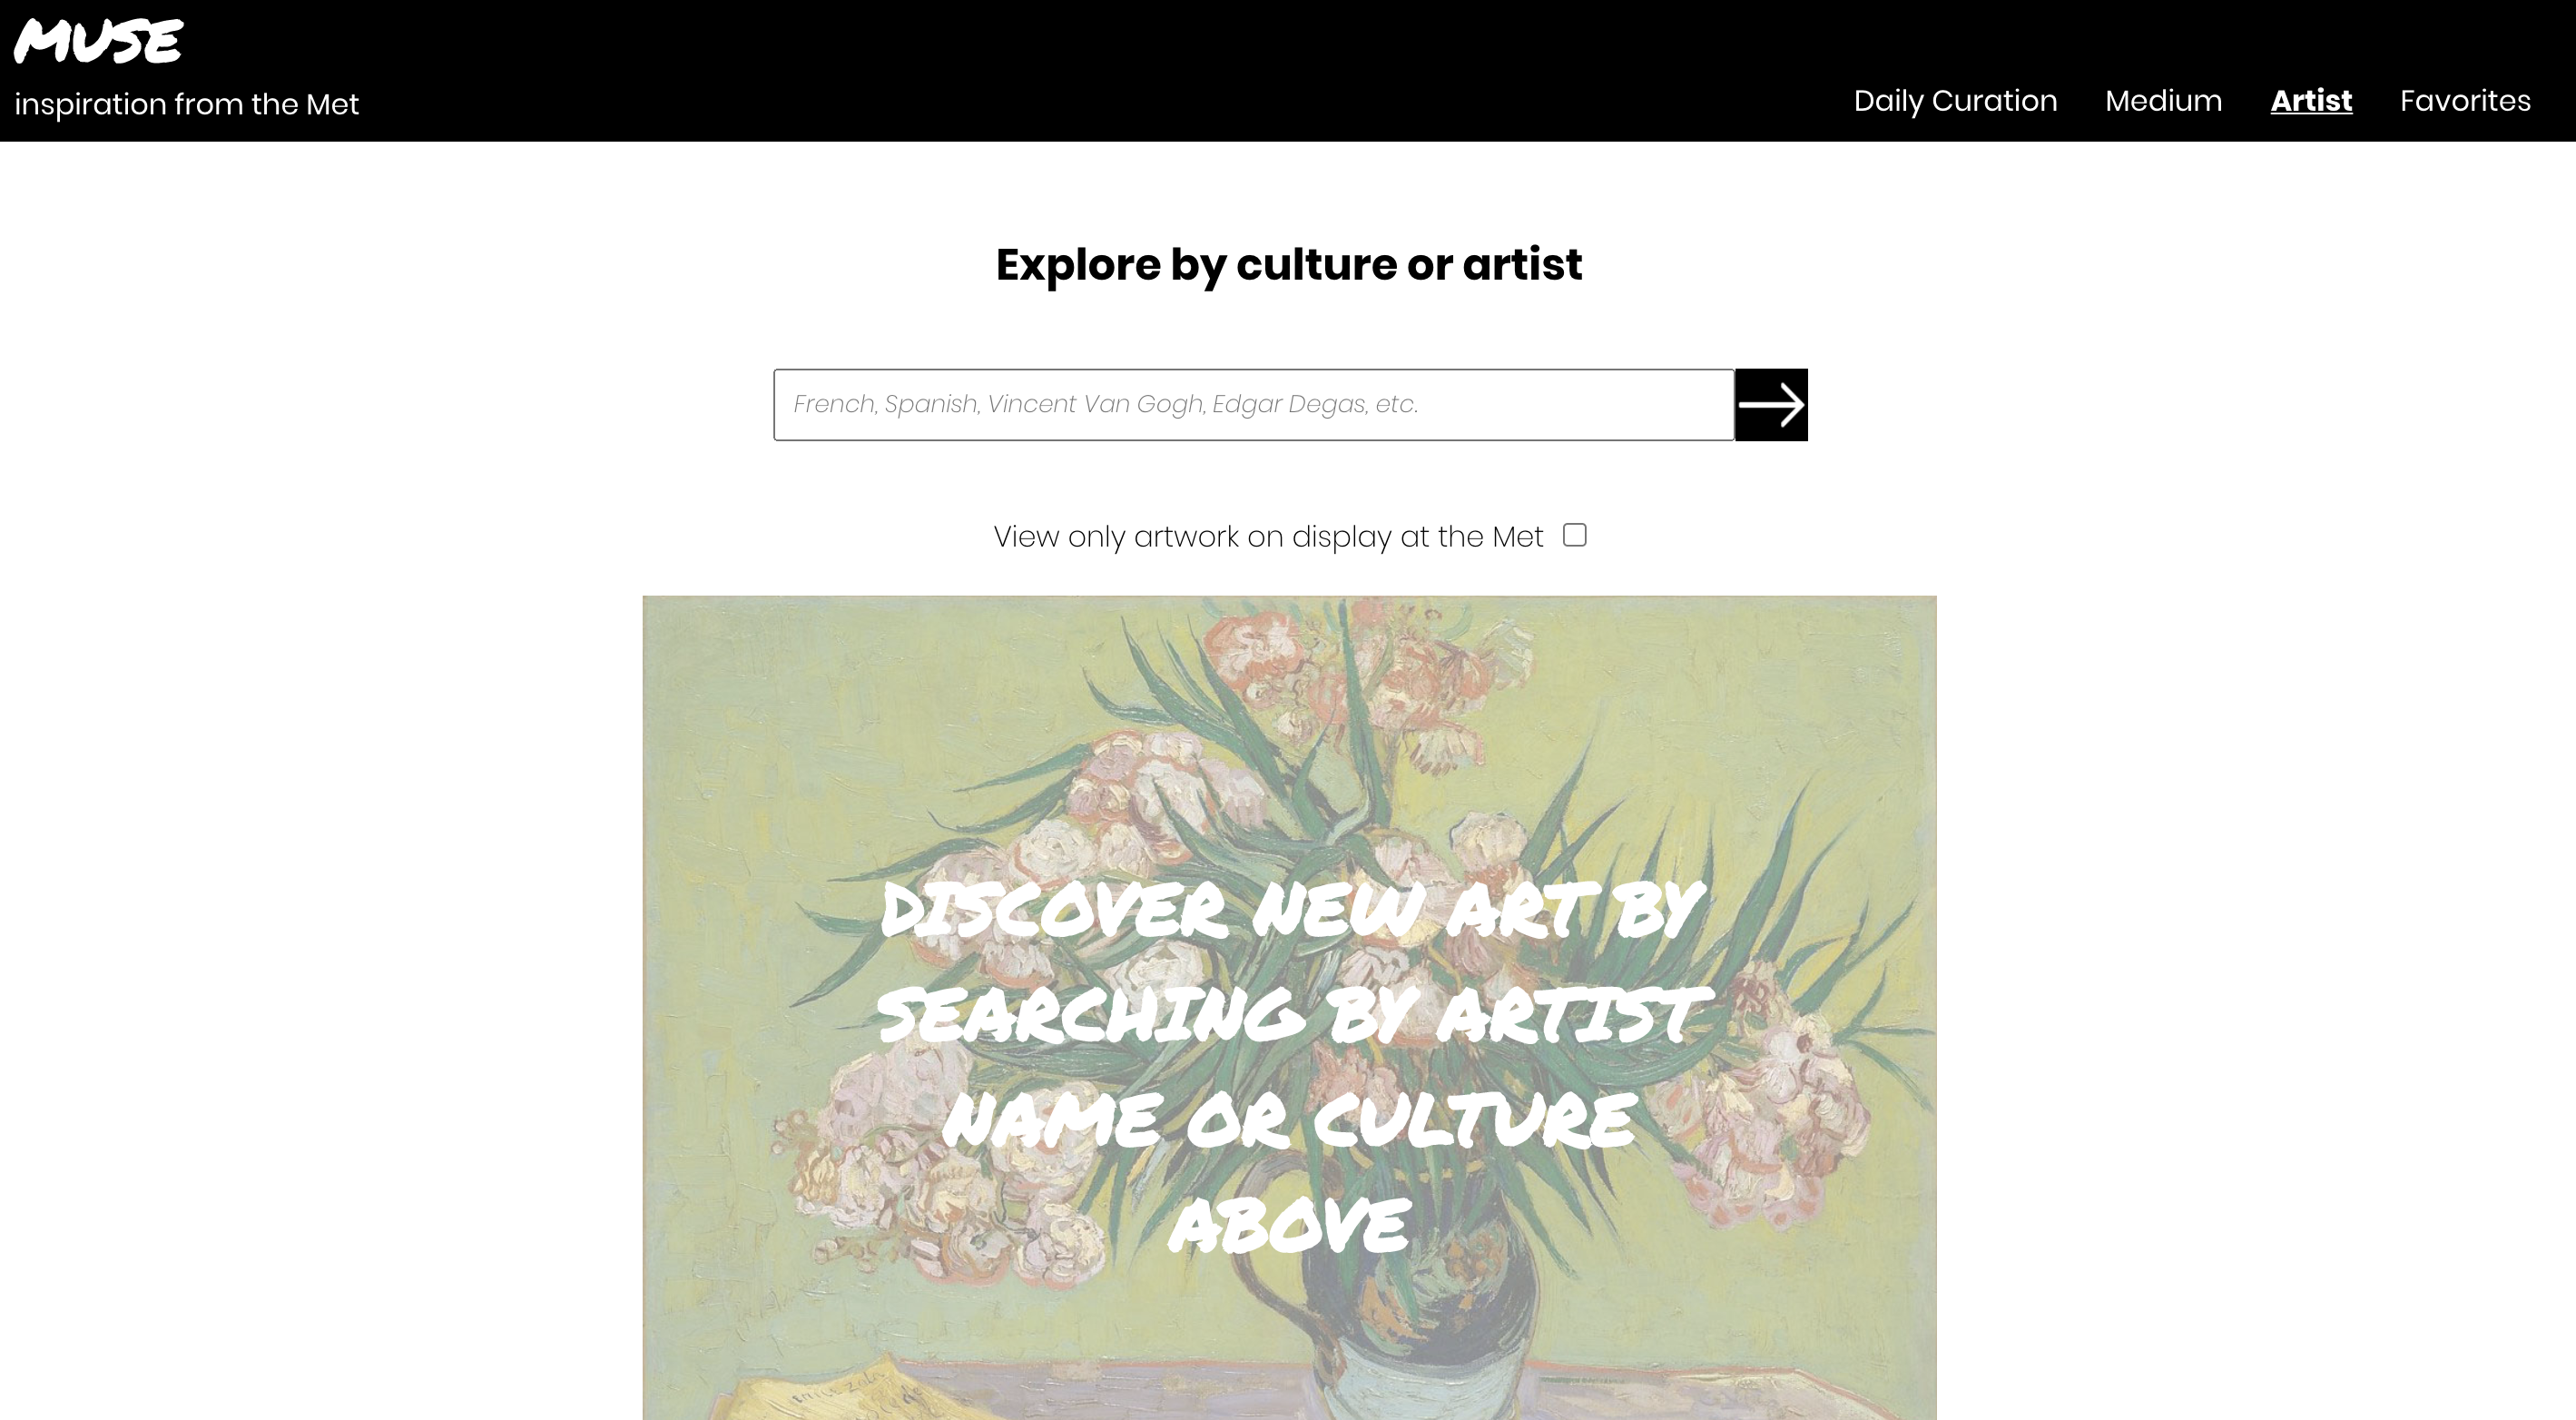 MUSE
inspiration from the Met
Daily Curation Medium Artist Favorites
Explore by culture or artist
French, Spanish, Vincent Van Gogh, Edgar Degas, etc.
View only artwork on display at the Met
DISCOVER NEW ART BY
SEARCHING BY ARTIST
NAME OR CULTURE
ABOVE